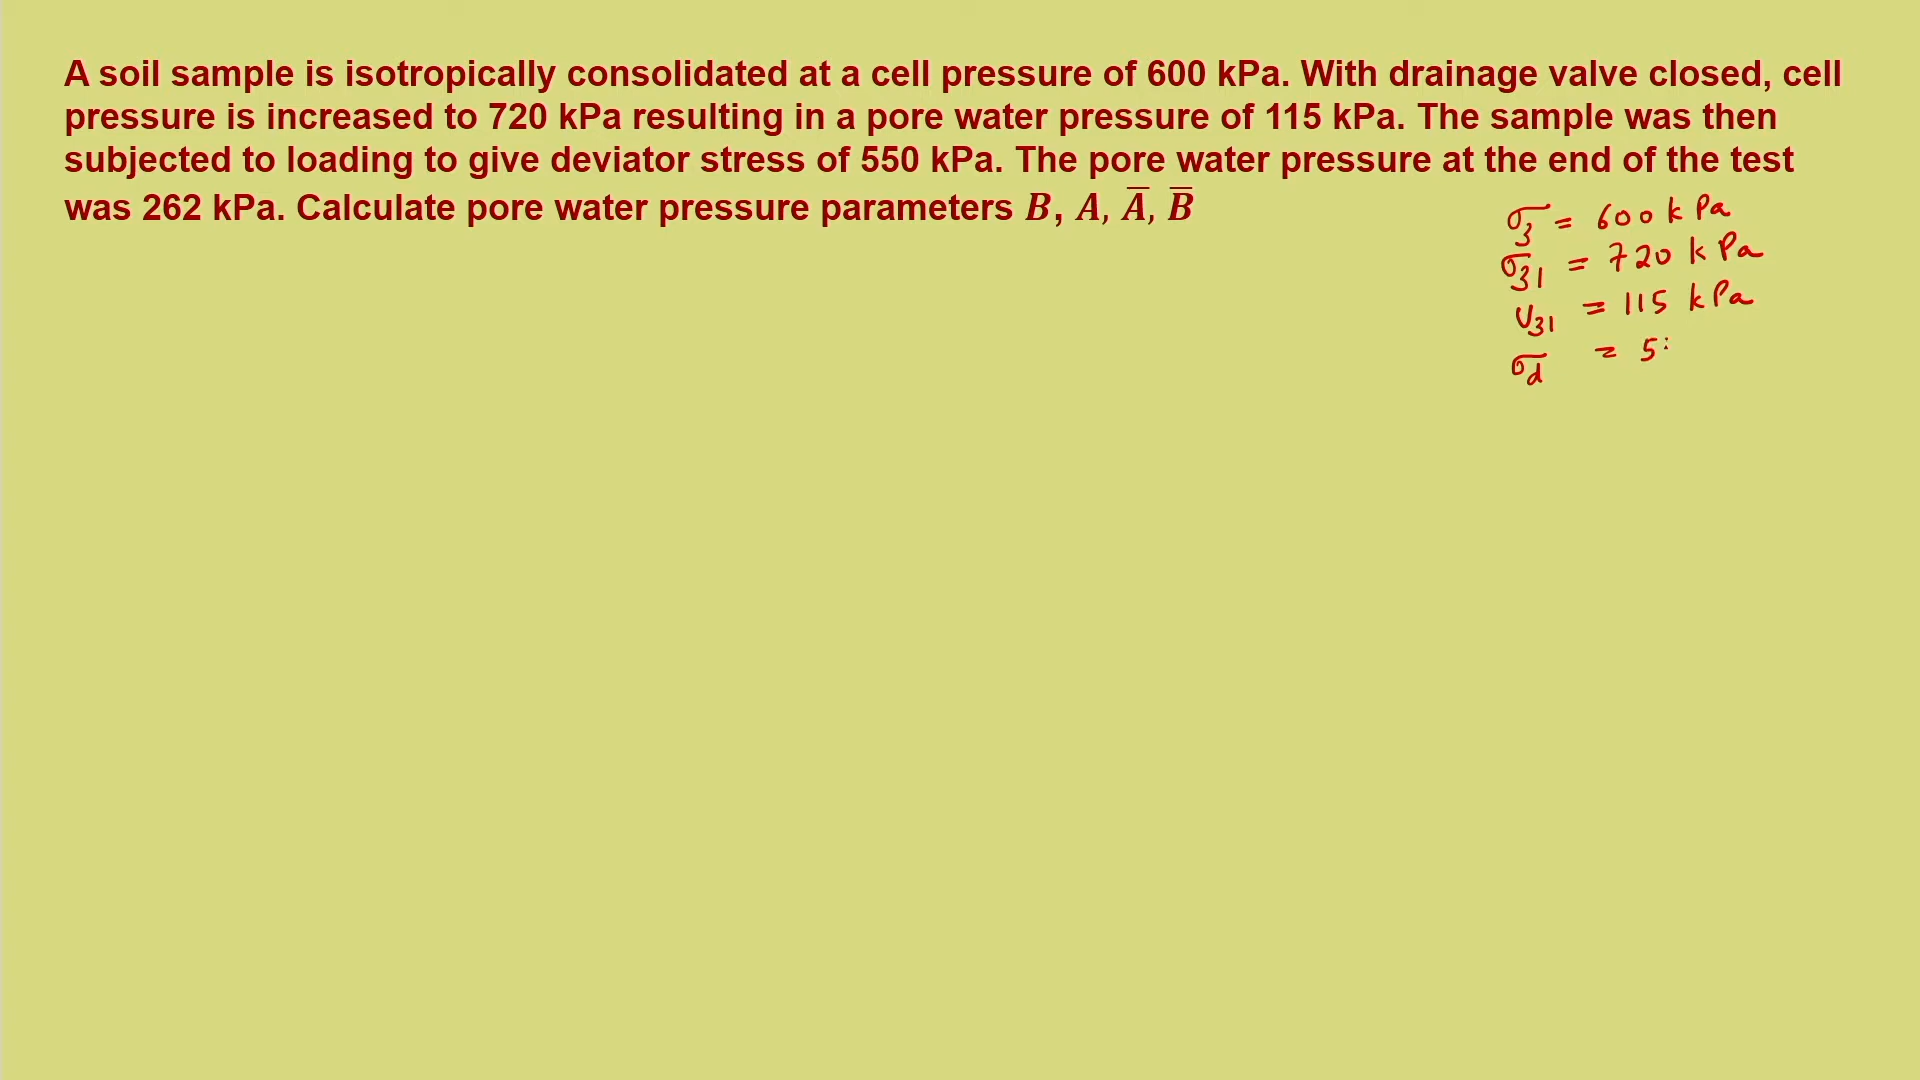 A soil sample is isotropically consolidated at a cell pressure of 600 kPa. With drainage valve closed, cell
pressure is increased to 720 kPa resulting in a pore water pressure of 115 kPa. The sample was then
subjected to loading to give deviator stress of 550 kPa. The pore water pressure at the end of the test
was 262 kPa. Calculate pore water pressure parameters B, A, A̅, B̅
σ3 = 600 kPa
σ31 = 720 kPa
U31 = 115 kPa
σd = 5